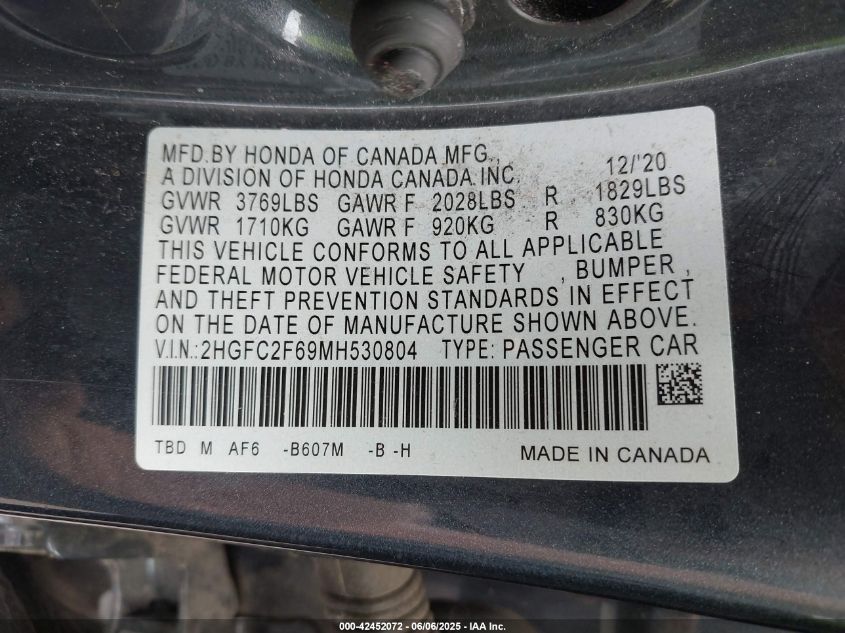 MFD.BY HONDA OF CANADA MFG.,
A DIVISION OF HONDA CANADA INC. 12/'20
GVWR 3769LBS GAWR F 2028LBS R 1829LBS
GVWR 1710KG GAWR F 920KG R 830KG
THIS VEHICLE CONFORMS TO ALL APPLICABLE
FEDERAL MOTOR VEHICLE SAFETY , BUMPER ,
AND THEFT PREVENTION STANDARDS IN EFFECT
ON THE DATE OF MANUFACTURE SHOWN ABOVE.
V.I.N.:2HGFC2F69MH530804 TYPE: PASSENGER CAR
TBD M AF6 -B607M -B -H MADE IN CANADA
000-42452072 - 06/06/2025 - IAA Inc.